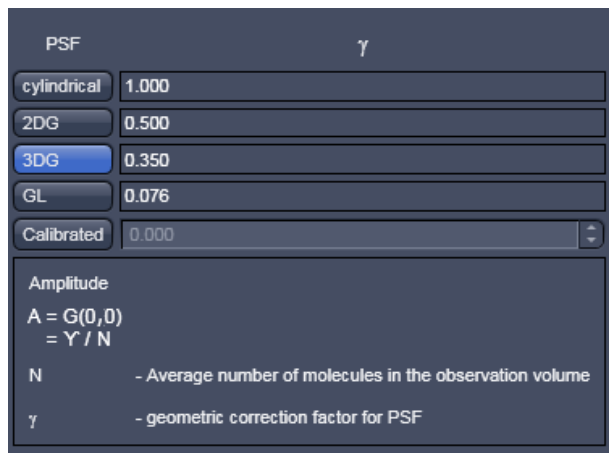 PSF γ
cylindrical 1.000
2DG 0.500
3DG 0.350
GL 0.076
Calibrated 0.000
Amplitude
A = G(0,0)
= ϒ / N
N - Average number of molecules in the observation volume
γ - geometric correction factor for PSF